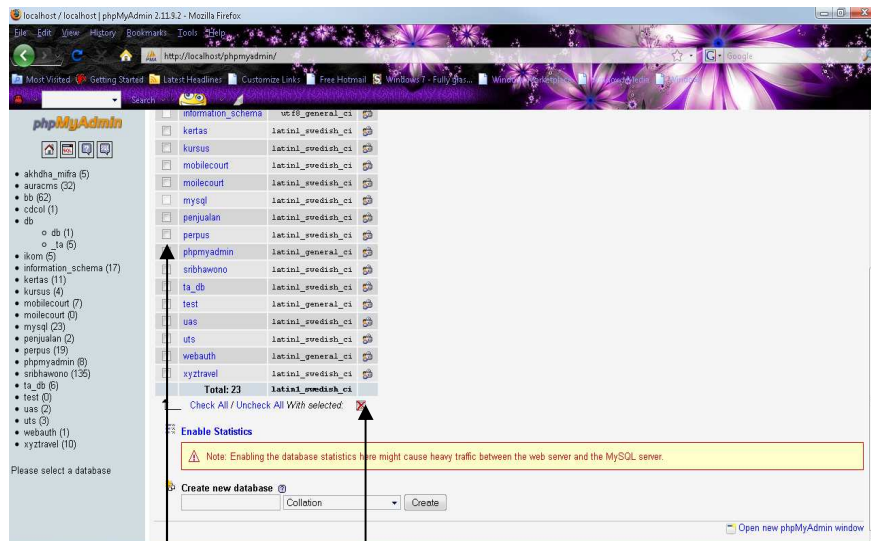 localhost / localhost | phpMyAdmin 2.11.9.2 - Mozilla Firefox
File Edit View History Bookmarks Tools Help
http://localhost/phpmyadmin/
Google
Most Visited Getting Started Latest Headlines Customize Links Free Hotmail Windows 7 - Fully glas...
Search
phpMyAdmin
akhdha_mifra (5)
auracms (32)
bb (62)
cdcol (1)
db
db (1)
_ta (5)
ikom (5)
information_schema (17)
kertas (11)
kursus (4)
mobilecourt (7)
moilecourt (0)
mysql (23)
penjualan (2)
perpus (19)
phpmyadmin (8)
sribhawono (135)
ta_db (6)
test (0)
uas (2)
uts (3)
webauth (1)
xyztravel (10)
Please select a database
information_schema utf8_general_ci
kertas latin1_swedish_ci
kursus latin1_swedish_ci
mobilecourt latin1_swedish_ci
moilecourt latin1_swedish_ci
mysql latin1_swedish_ci
penjualan latin1_swedish_ci
perpus latin1_swedish_ci
phpmyadmin latin1_general_ci
sribhawono latin1_swedish_ci
ta_db latin1_swedish_ci
test latin1_general_ci
uas latin1_swedish_ci
uts latin1_swedish_ci
webauth latin1_general_ci
xyztravel latin1_swedish_ci
Total: 23 latin1_swedish_ci
Check All / Uncheck All With selected:
Enable Statistics
Note: Enabling the database statistics here might cause heavy traffic between the web server and the MySQL server.
Create new database
Collation Create
Open new phpMyAdmin window